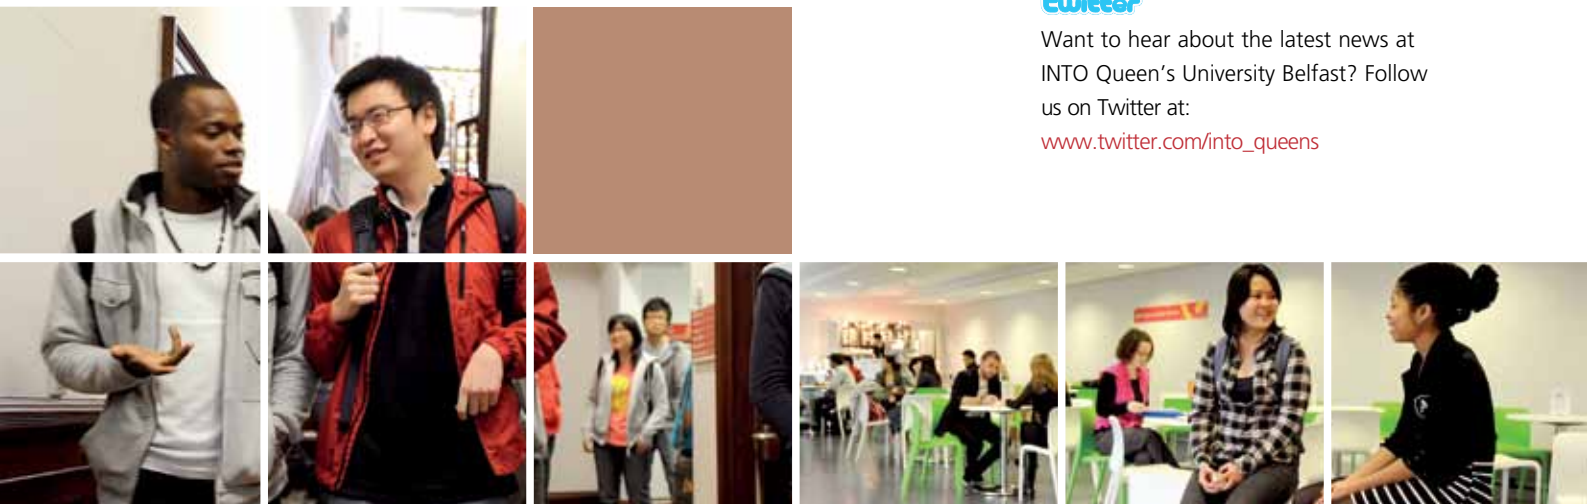 twitter
Want to hear about the latest news at
INTO Queen's University Belfast? Follow
us on Twitter at:
www.twitter.com/into_queens